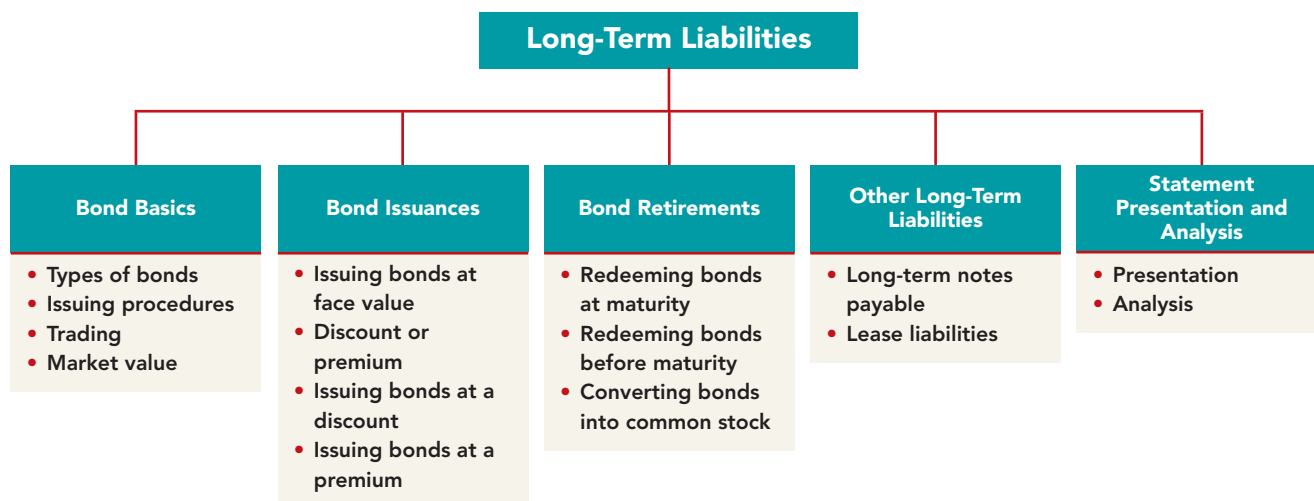 Long-Term Liabilities
Bond Basics
• Types of bonds
• Issuing procedures
• Trading
• Market value
Bond Issuances
• Issuing bonds at
face value
• Discount or
premium
• Issuing bonds at a
discount
• Issuing bonds at a
premium
Bond Retirements
• Redeeming bonds
at maturity
• Redeeming bonds
before maturity
• Converting bonds
into common stock
Other Long-Term
Liabilities
• Long-term notes
payable
• Lease liabilities
Statement
Presentation and
Analysis
• Presentation
• Analysis